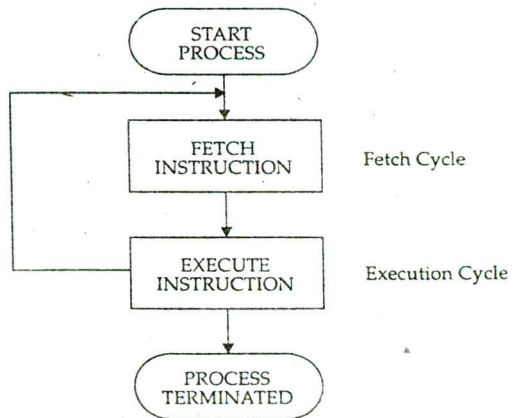 START
PROCESS
FETCH
INSTRUCTION
Fetch Cycle
EXECUTE
INSTRUCTION
Execution Cycle
PROCESS
TERMINATED